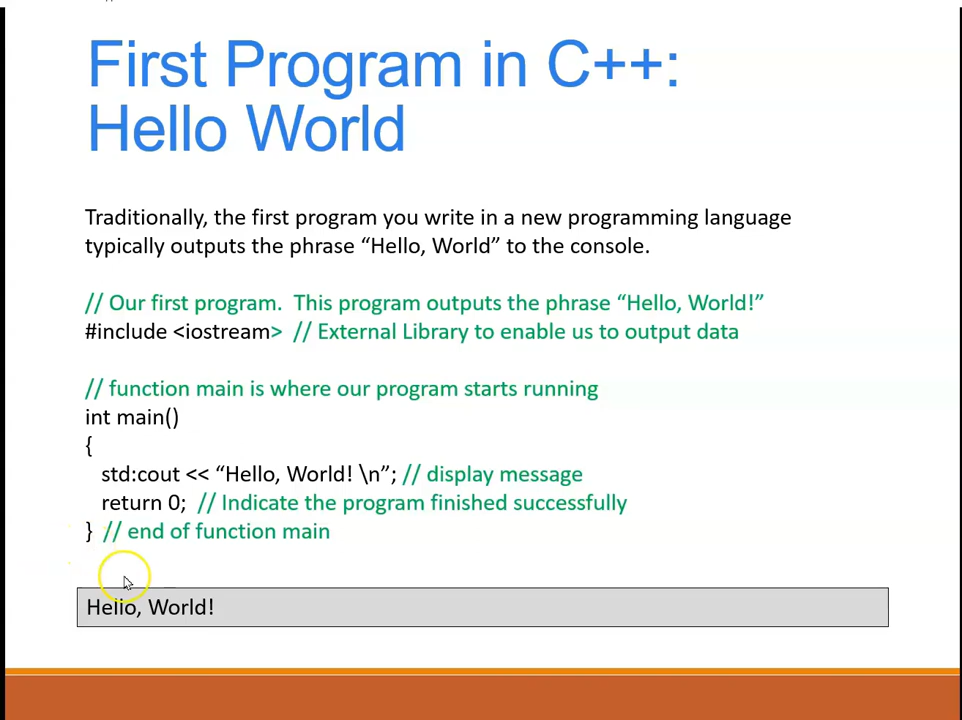 First Program in C++:
Hello World
Traditionally, the first program you write in a new programming language
typically outputs the phrase “Hello, World” to the console.
// Our first program.  This program outputs the phrase “Hello, World!”
#include <iostream>  // External Library to enable us to output data
// function main is where our program starts running
int main()
{
std:cout << “Hello, World! \n”; // display message
return 0;  // Indicate the program finished successfully
}  // end of function main
Hello, World!